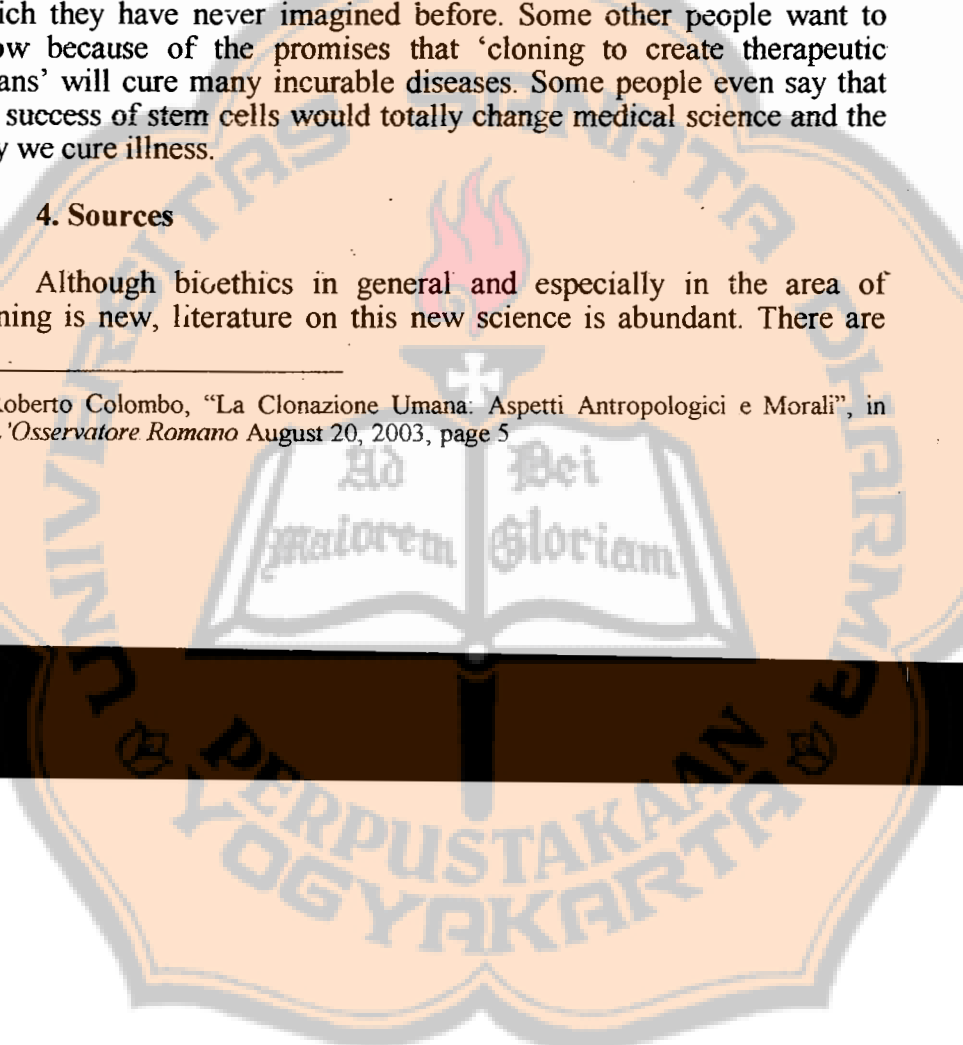 ich they have never imagined before. Some other people want to
ow because of the promises that ‘cloning to create therapeutic
ans’ will cure many incurable diseases. Some people even say that
success of stem cells would totally change medical science and the
y we cure illness.
4. Sources
Although bioethics in general and especially in the area of
ning is new, literature on this new science is abundant. There are
oberto Colombo, “La Clonazione Umana: Aspetti Antropologici e Morali”, in
'Osservatore Romano August 20, 2003, page 5
UNIVERSITAS SANATA DHARMA
Ad maiorem
Dei Gloriam
PERPUSTAKAAN
YOGYAKARTA